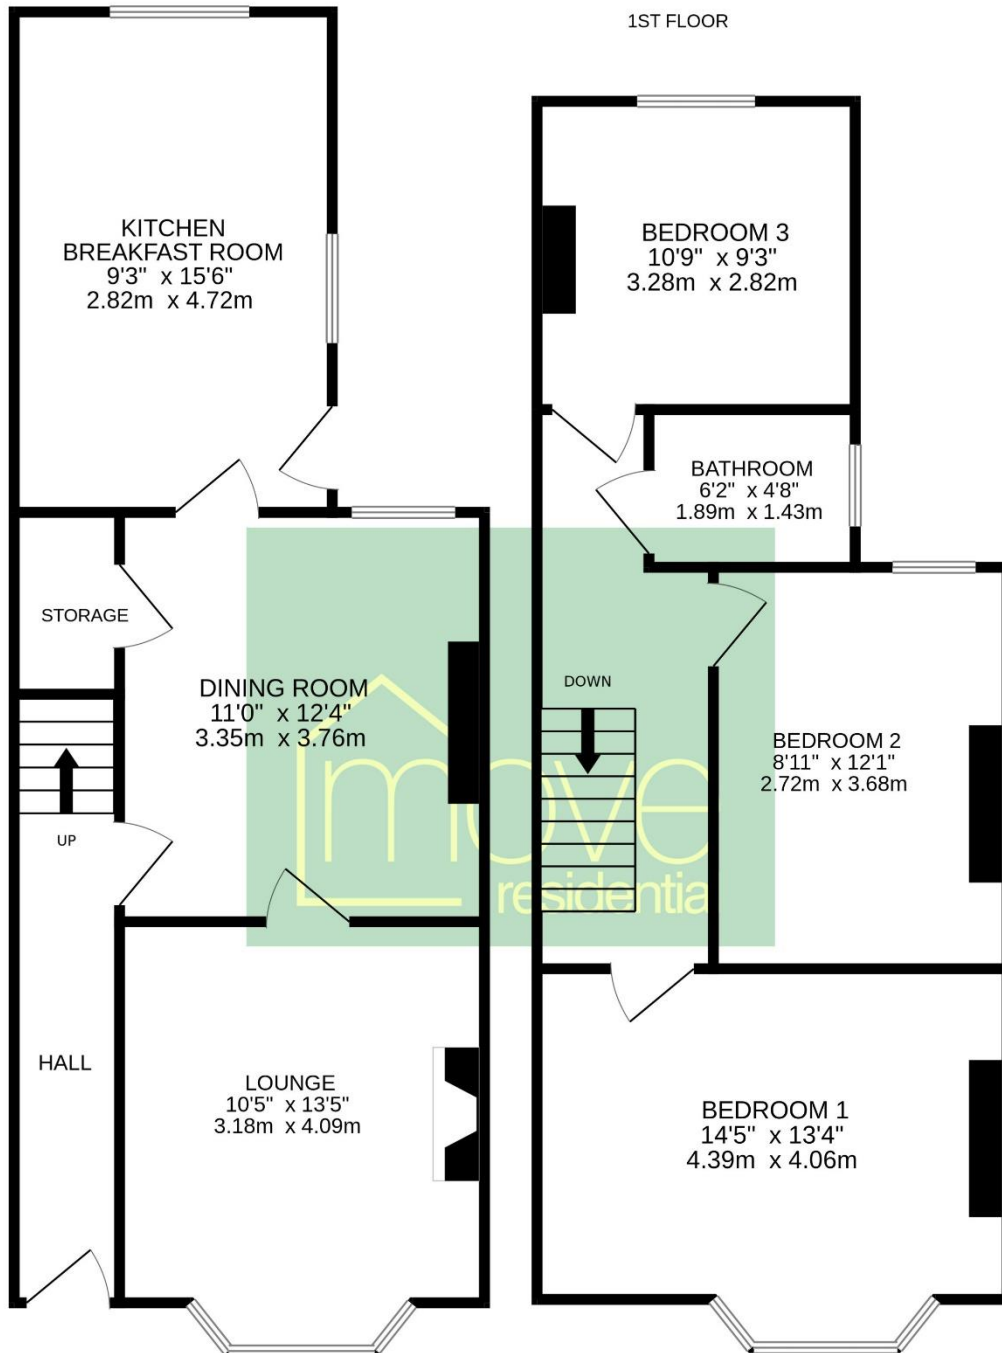 KITCHEN
BREAKFAST ROOM
9'3" x 15'6"
2.82m x 4.72m
STORAGE
DINING ROOM
11'0" x 12'4"
3.35m x 3.76m
UP
HALL
LOUNGE
10'5" x 13'5"
3.18m x 4.09m
1ST FLOOR
BEDROOM 3
10'9" x 9'3"
3.28m x 2.82m
BATHROOM
6'2" x 4'8"
1.89m x 1.43m
DOWN
BEDROOM 2
8'11" x 12'1"
2.72m x 3.68m
BEDROOM 1
14'5" x 13'4"
4.39m x 4.06m
move
residential